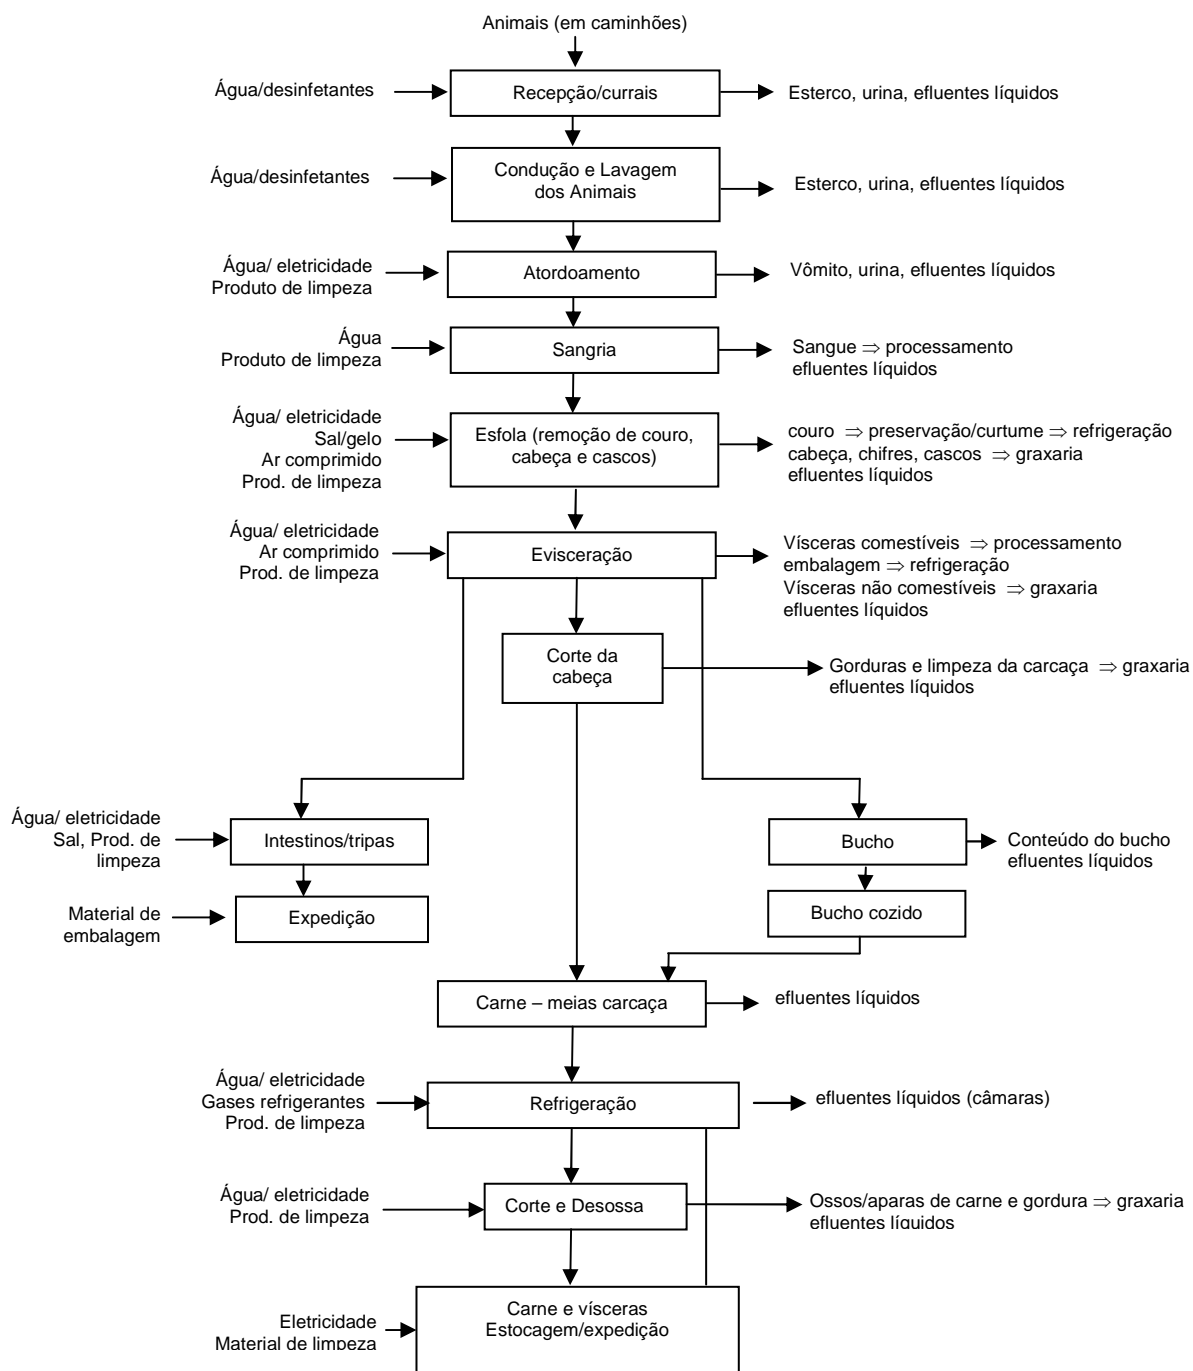 Animais (em caminhões)
Água/desinfetantes
Recepção/currais
Esterco, urina, efluentes líquidos
Água/desinfetantes
Condução e Lavagem
dos Animais
Esterco, urina, efluentes líquidos
Água/ eletricidade
Produto de limpeza
Atordoamento
Vômito, urina, efluentes líquidos
Água
Produto de limpeza
Sangria
Sangue ⇒ processamento
efluentes líquidos
Água/ eletricidade
Sal/gelo
Ar comprimido
Prod. de limpeza
Esfola (remoção de couro,
cabeça e cascos)
couro ⇒ preservação/curtume ⇒ refrigeração
cabeça, chifres, cascos ⇒ graxaria
efluentes líquidos
Água/ eletricidade
Ar comprimido
Prod. de limpeza
Evisceração
Vísceras comestíveis ⇒ processamento
embalagem ⇒ refrigeração
Vísceras não comestíveis ⇒ graxaria
efluentes líquidos
Corte da
cabeça
Gorduras e limpeza da carcaça ⇒ graxaria
efluentes líquidos
Água/ eletricidade
Sal, Prod. de
limpeza
Intestinos/tripas
Bucho
Conteúdo do bucho
efluentes líquidos
Material de
embalagem
Expedição
Bucho cozido
Carne – meias carcaça
efluentes líquidos
Água/ eletricidade
Gases refrigerantes
Prod. de limpeza
Refrigeração
efluentes líquidos (câmaras)
Água/ eletricidade
Prod. de limpeza
Corte e Desossa
Ossos/aparas de carne e gordura ⇒ graxaria
efluentes líquidos
Eletricidade
Material de limpeza
Carne e vísceras
Estocagem/expedição